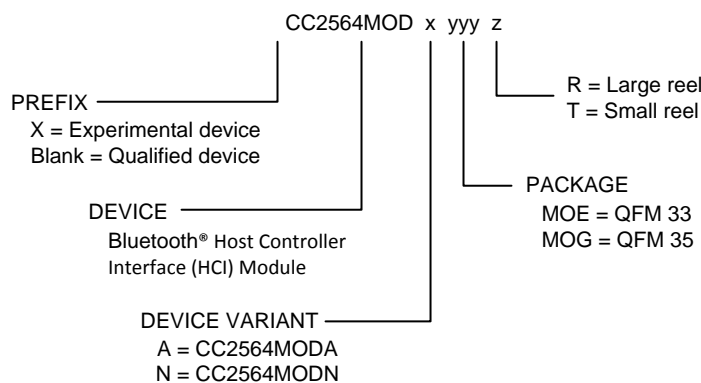 CC2564MOD x yyy z
PREFIX
X = Experimental device
Blank = Qualified device
R = Large reel
T = Small reel
DEVICE
Bluetooth® Host Controller
Interface (HCI) Module
PACKAGE
MOE = QFM 33
MOG = QFM 35
DEVICE VARIANT
A = CC2564MODA
N = CC2564MODN